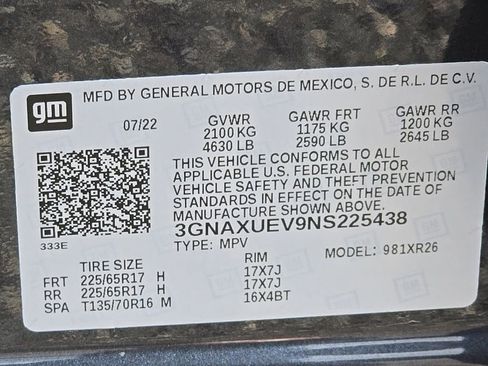 gm
MFD BY GENERAL MOTORS DE MEXICO, S. DE R.L. DE C.V.
07/22 GVWR GAWR FRT GAWR RR
2100 KG 1175 KG 1200 KG
4630 LB 2590 LB 2645 LB
THIS VEHICLE CONFORMS TO ALL
APPLICABLE U.S. FEDERAL MOTOR
VEHICLE SAFETY AND THEFT PREVENTION
STANDARDS IN EFFECT ON THE DATE OF
MANUFACTURE SHOWN ABOVE.
3GNAXUEV9NS225438
333E
TYPE: MPV MODEL: 981XR26
TIRE SIZE RIM
FRT 225/65R17 H 17X7J
RR 225/65R17 H 17X7J
SPA T135/70R16 M 16X4BT